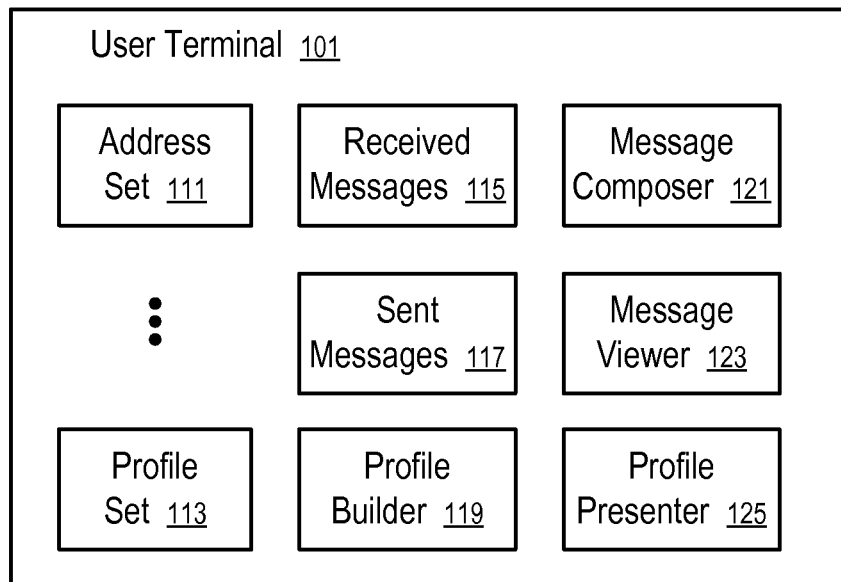 User Terminal 101
Address
Set 111
Received
Messages 115
Message
Composer 121
Sent
Messages 117
Message
Viewer 123
Profile
Set 113
Profile
Builder 119
Profile
Presenter 125